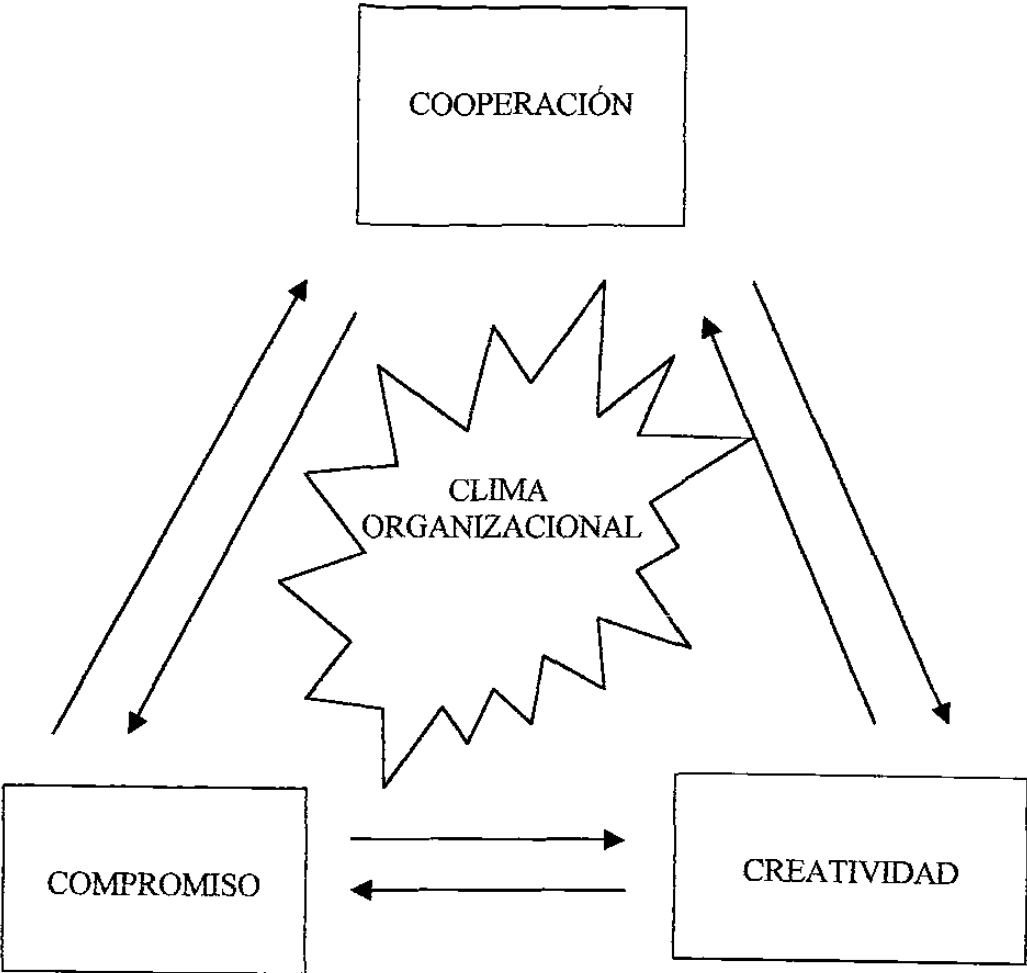 COOPERACIÓN
CLIMA
ORGANIZACIONAL
COMPROMISO
CREATIVIDAD